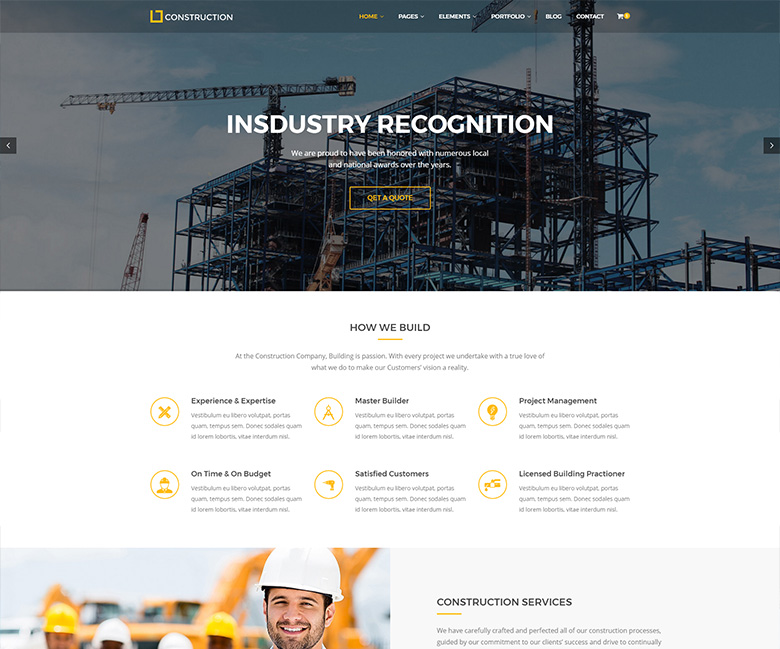 CONSTRUCTION
HOME PAGES ELEMENTS PORTFOLIO BLOG CONTACT
INSDUSTRY RECOGNITION
We are proud to have been honored with numerous local
and national awards over the years.
QET A QUOTE
HOW WE BUILD
At the Construction Company, Building is passion. With every project we undertake with a true love of
what we do to make our Customers' vision a reality.
Experience & Expertise
Vestibulum eu libero volutpat, portas
quam, tempus sem. Donec sodales quam
id lorem lobortis, vitae interdum nisl.
Master Builder
Vestibulum eu libero volutpat, portas
quam, tempus sem. Donec sodales quam
id lorem lobortis, vitae interdum nisl.
Project Management
Vestibulum eu libero volutpat, portas
quam, tempus sem. Donec sodales quam
id lorem lobortis, vitae interdum nisl.
On Time & On Budget
Vestibulum eu libero volutpat, portas
quam, tempus sem. Donec sodales quam
id lorem lobortis, vitae interdum nisl.
Satisfied Customers
Vestibulum eu libero volutpat, portas
quam, tempus sem. Donec sodales quam
id lorem lobortis, vitae interdum nisl.
Licensed Building Practioner
Vestibulum eu libero volutpat, portas
quam, tempus sem. Donec sodales quam
id lorem lobortis, vitae interdum nisl.
CONSTRUCTION SERVICES
We have carefully crafted and perfected all of our construction processes,
guided by our commitment to our clients' success and drive to continually